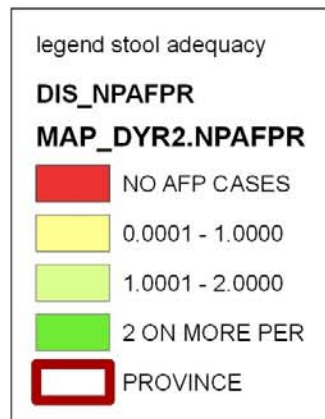 legend stool adequacy
DIS_NPAFPR
MAP_DYR2.NPAFPR
NO AFP CASES
0.0001 - 1.0000
1.0001 - 2.0000
2 ON MORE PER
PROVINCE